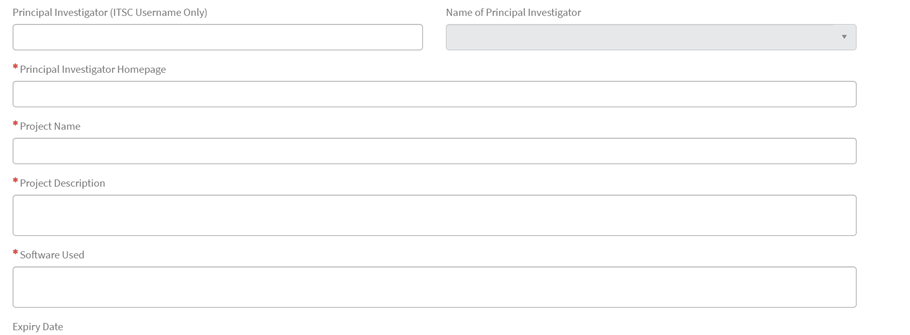 Principal Investigator (ITSC Username Only)
Name of Principal Investigator
* Principal Investigator Homepage
* Project Name
* Project Description
* Software Used
Expiry Date